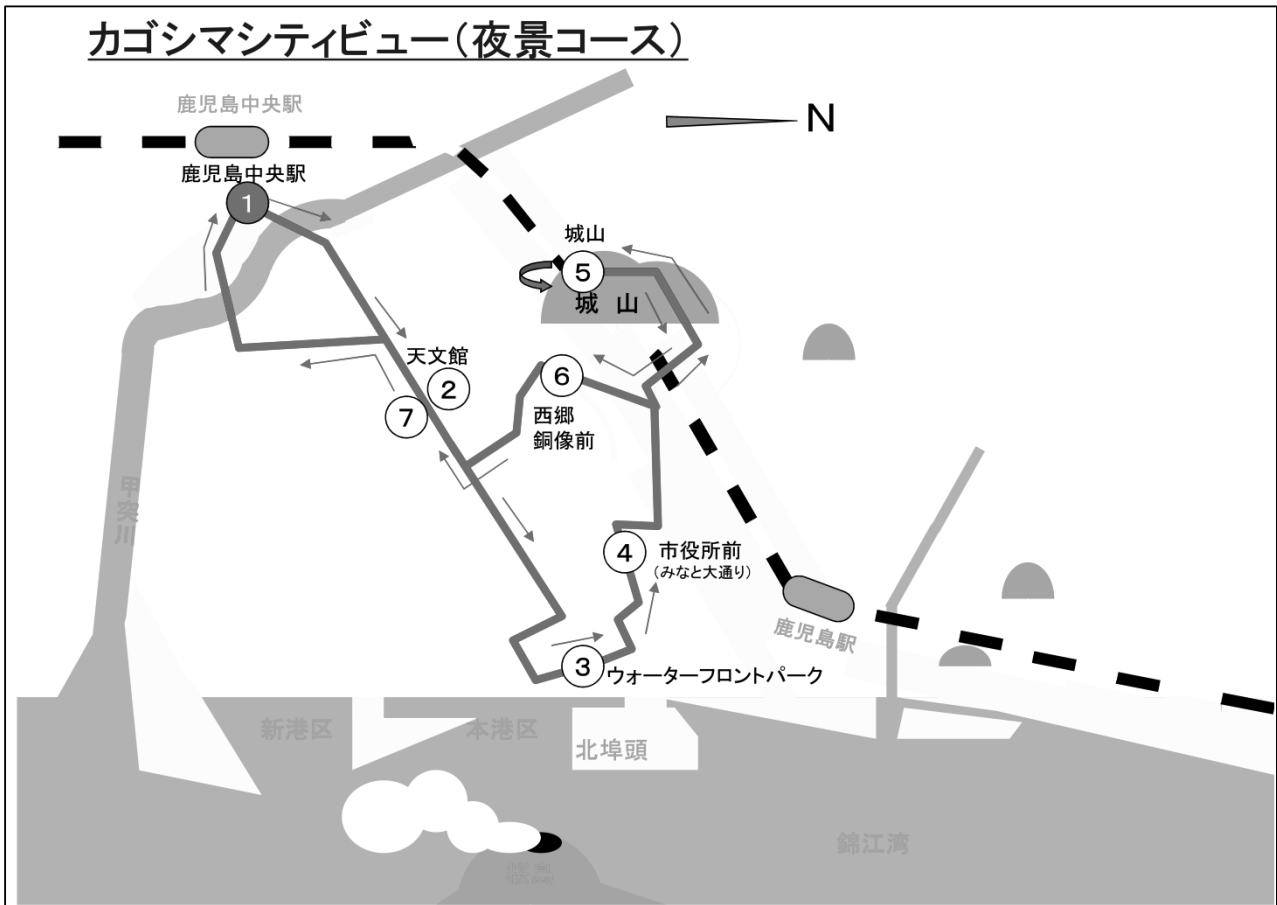 カゴシマシティビュー(夜景コース)
鹿児島中央駅
N
鹿児島中央駅
1
城山
5
城 山
天文館
2
7
6
西郷
銅像前
甲突川
4
市役所前
(みなと大通り)
鹿児島駅
3
ウォーターフロントパーク
新港区
本港区
北埠頭
錦江湾